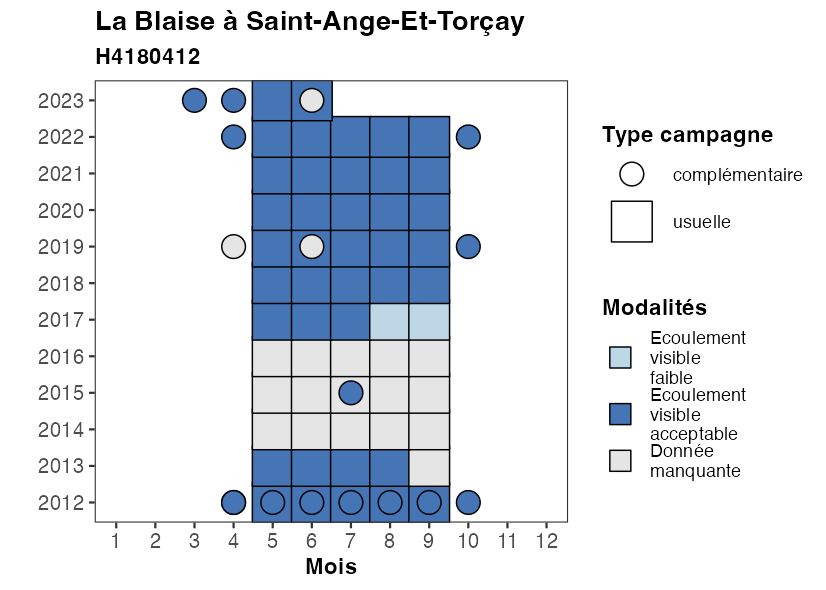 La Blaise à Saint-Ange-Et-Torçay
H4180412
2023
2022
2021
2020
2019
2018
2017
2016
2015
2014
2013
2012
1 2 3 4 5 6 7 8 9 10 11 12
Mois
Type campagne
complémentaire
usuelle
Modalités
Ecoulement
visible
faible
Ecoulement
visible
acceptable
Donnée
manquante